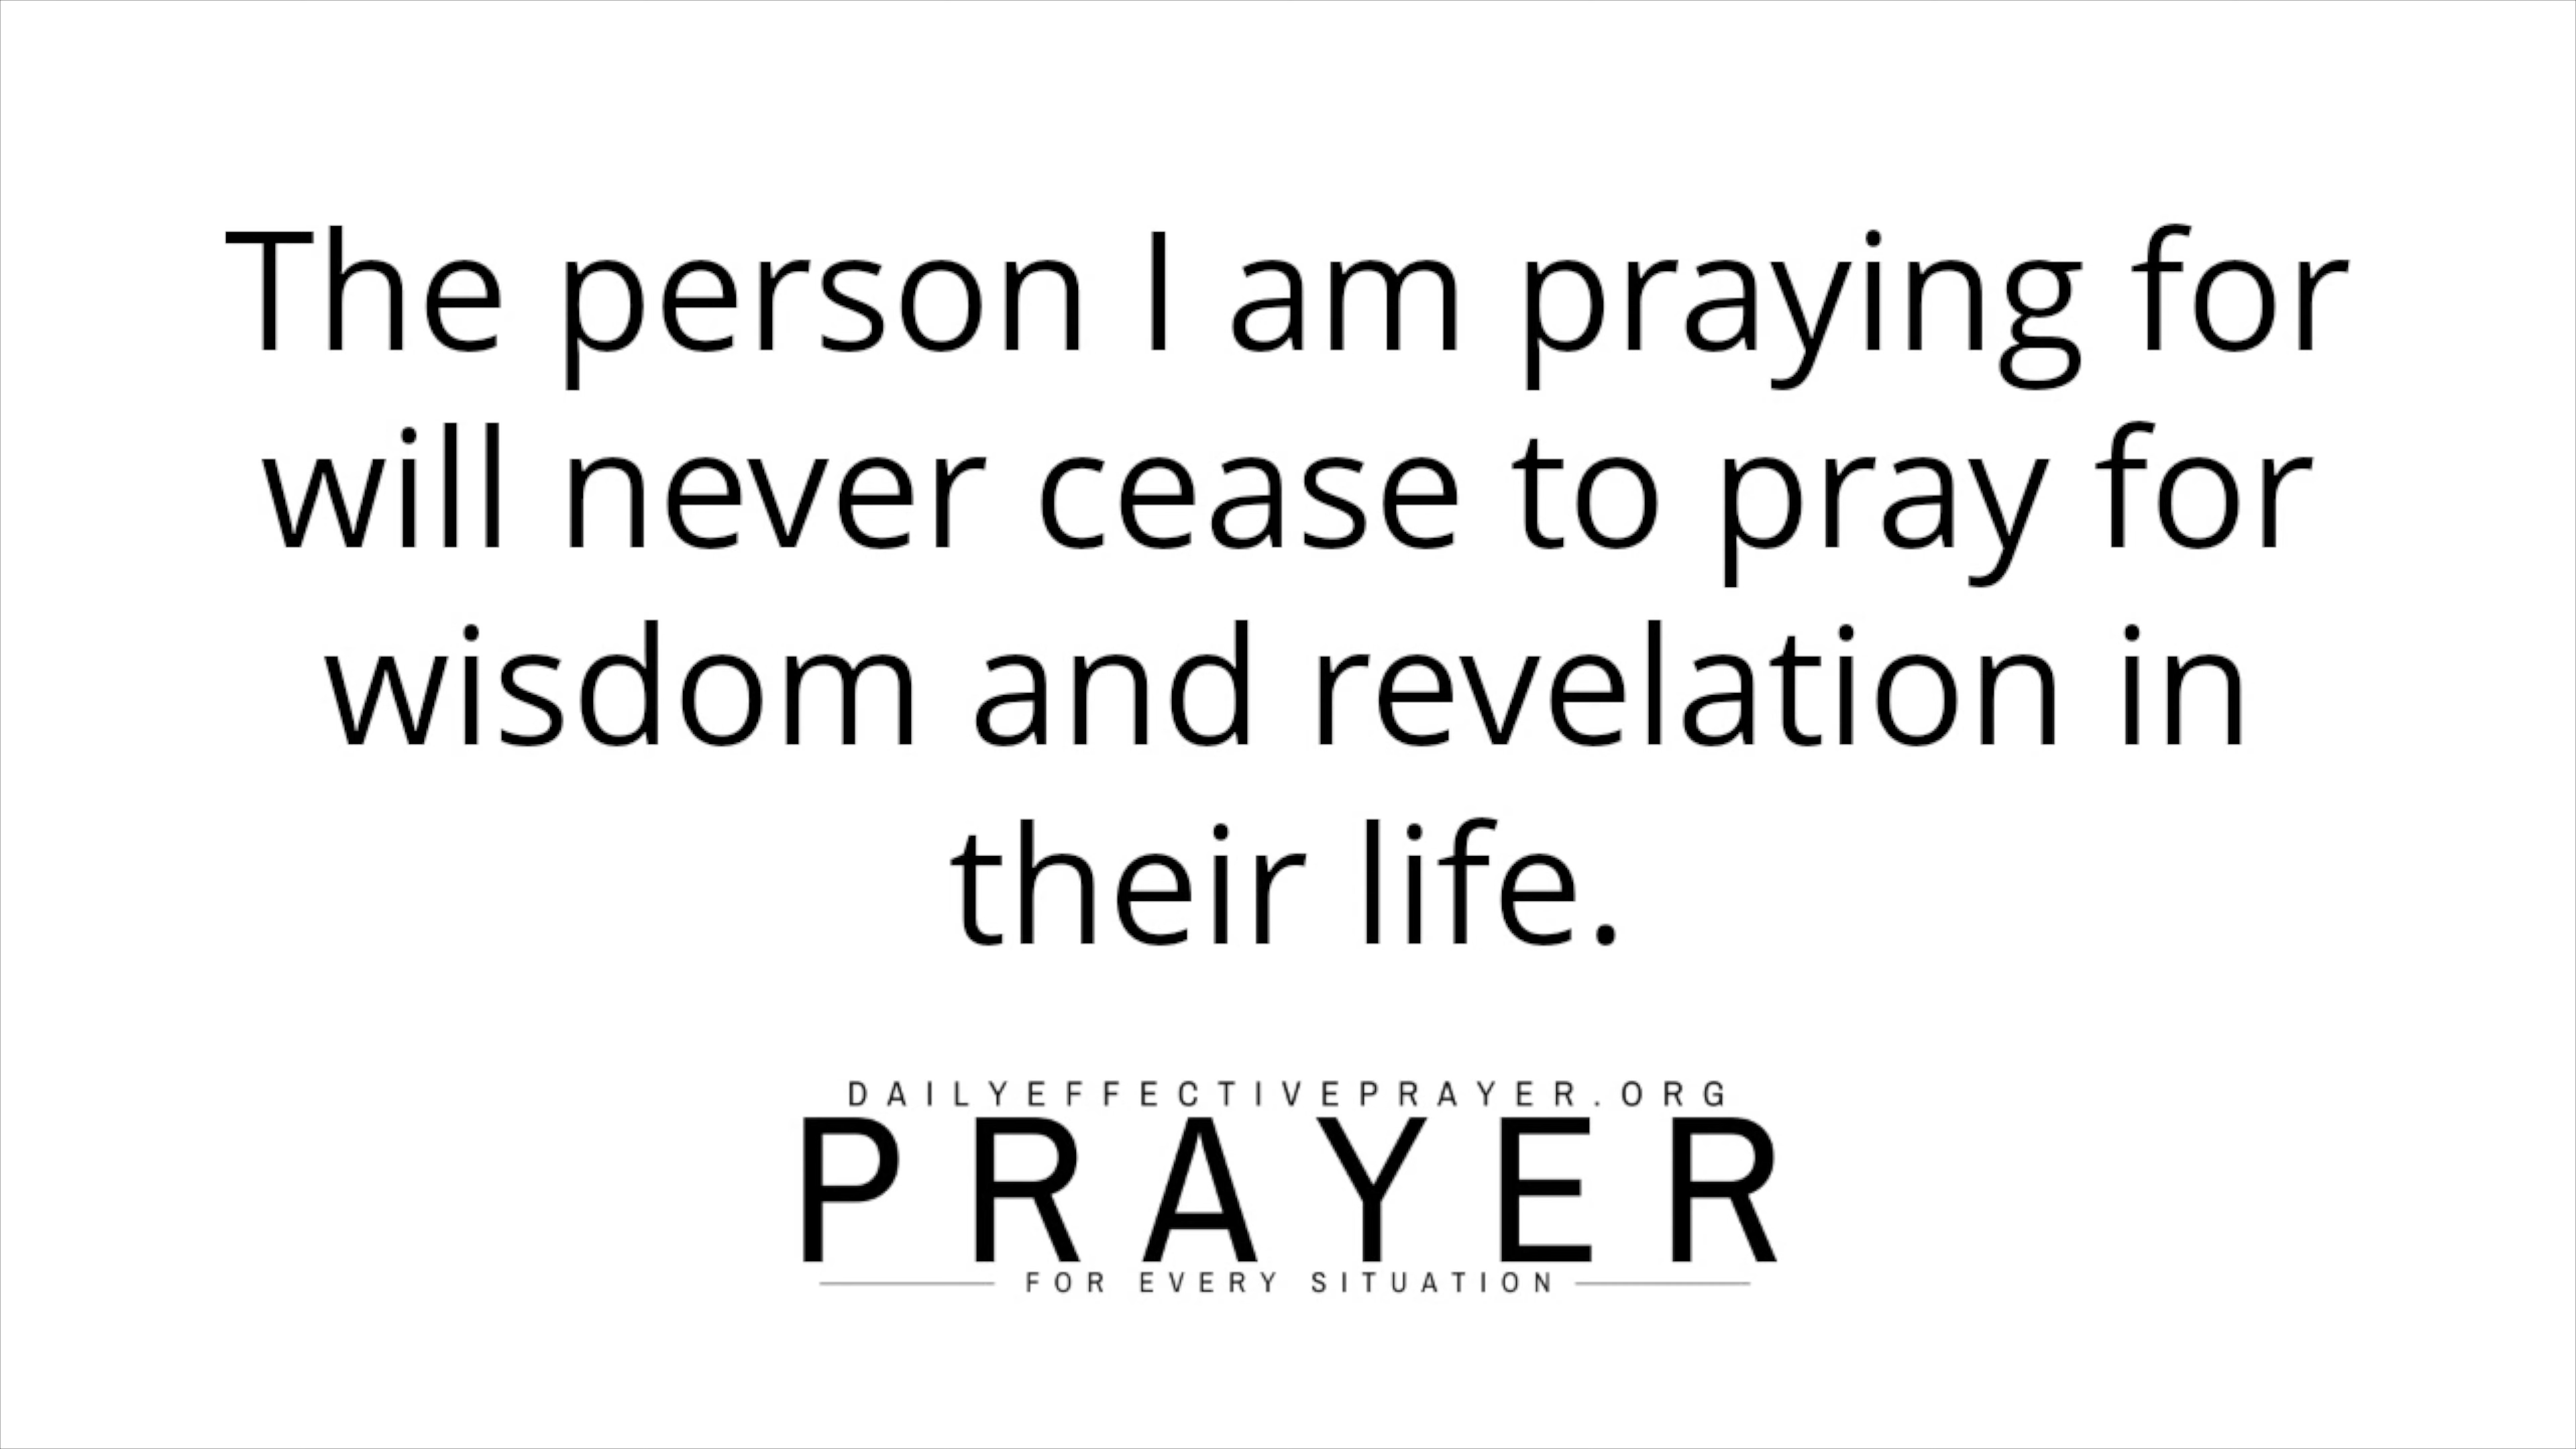 The person I am praying for
will never cease to pray for
wisdom and revelation in
their life.
DAILYEFFECTIVEPRAYER.ORG
PRAYER
FOR EVERY SITUATION